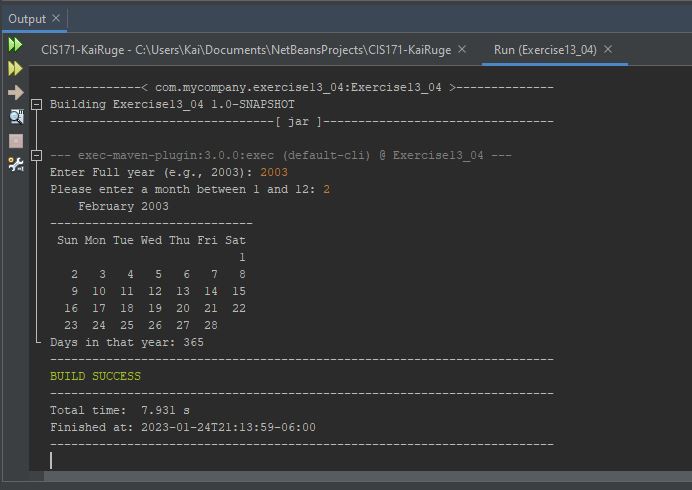 Output ×
CIS171-KaiRuge - C:\Users\Kai\Documents\NetBeansProjects\CIS171-KaiRuge × Run (Exercise13_04) ×
-------------< com.mycompany.exercise13_04:Exercise13_04 >--------------
Building Exercise13_04 1.0-SNAPSHOT
--------------------------------[ jar ]---------------------------------
--- exec-maven-plugin:3.0.0:exec (default-cli) @ Exercise13_04 ---
Enter Full year (e.g., 2003): 2003
Please enter a month between 1 and 12: 2
    February 2003
-----------------------------
 Sun Mon Tue Wed Thu Fri Sat
                           1
   2   3   4   5   6   7   8
   9  10  11  12  13  14  15
  16  17  18  19  20  21  22
  23  24  25  26  27  28
Days in that year: 365
------------------------------------------------------------------------
BUILD SUCCESS
------------------------------------------------------------------------
Total time:  7.931 s
Finished at: 2023-01-24T21:13:59-06:00
------------------------------------------------------------------------